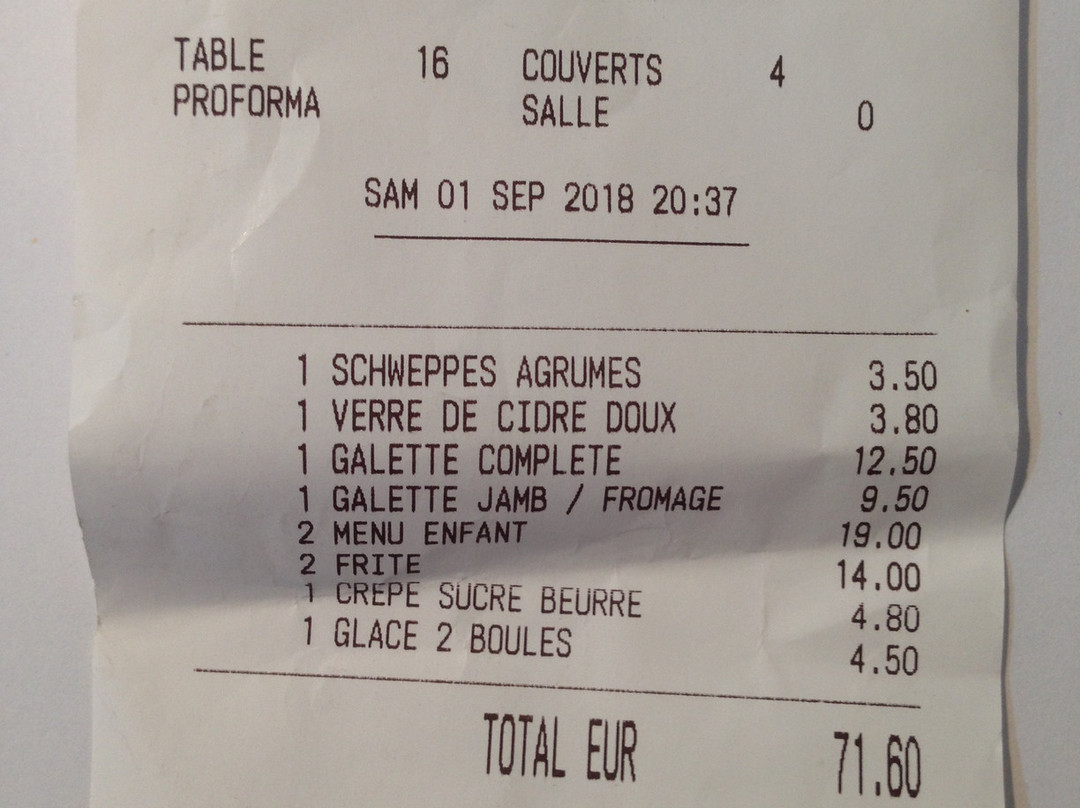 TABLE 16 COUVERTS 4
PROFORMA SALLE 0
SAM 01 SEP 2018 20:37
1 SCHWEPPES AGRUMES 3.50
1 VERRE DE CIDRE DOUX 3.80
1 GALETTE COMPLETE 12.50
1 GALETTE JAMB / FROMAGE 9.50
2 MENU ENFANT 19.00
2 FRITE 14.00
1 CREPE SUCRE BEURRE 4.80
1 GLACE 2 BOULES 4.50
TOTAL EUR 71.60